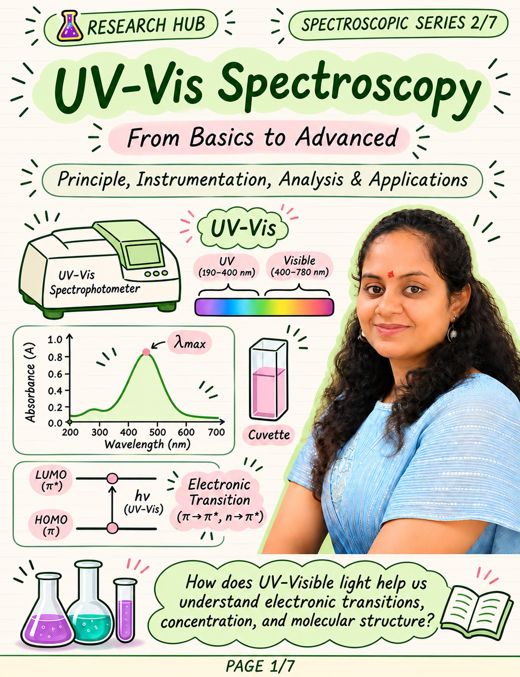 RESEARCH HUB
SPECTROSCOPIC SERIES 2/7
UV-Vis Spectroscopy
From Basics to Advanced
Principle, Instrumentation, Analysis & Applications
UV-Vis
Spectrophotometer
UV-Vis
UV
(190-400 nm)
Visible
(400-780 nm)
Absorbance (A)
1.0
0.8
0.6
0.4
0.2
0.0
200 300 400 500 600 700
Wavelength (nm)
λmax
Cuvette
LUMO
(π*)
HOMO
(π)
hν
(UV-Vis)
Electronic
Transition
(π→π*, n→π*)
How does UV-Visible light help us
understand electronic transitions,
concentration, and molecular structure?
PAGE 1/7